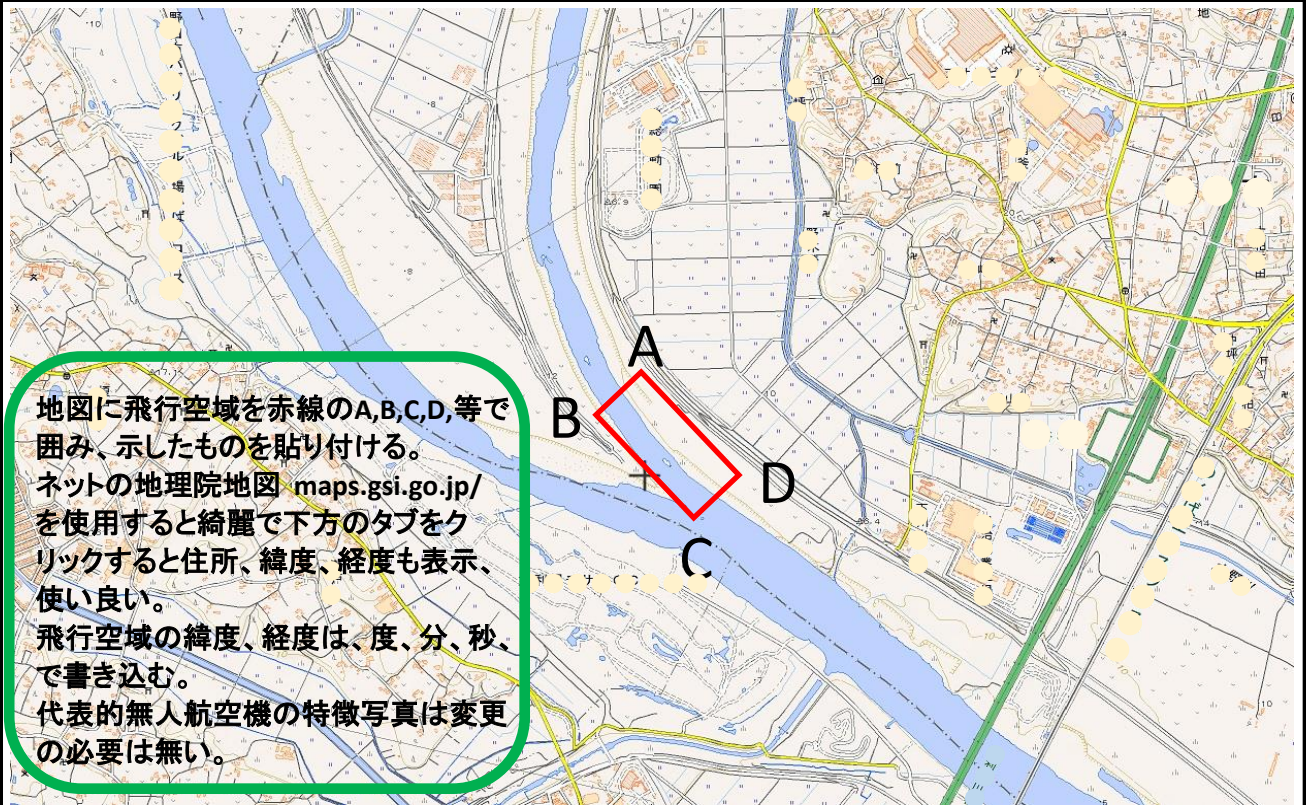 A
B
D
C
地図に飛行空域を赤線のA,B,C,D,等で
囲み、示したものを貼り付ける。
ネットの地理院地図 maps.gsi.go.jp/
を使用すると綺麗で下方のタブをク
リックすると住所、緯度、経度も表示、
使い良い。
飛行空域の緯度、経度は、度、分、秒、
で書き込む。
代表的無人航空機の特徴写真は変更
の必要は無い。